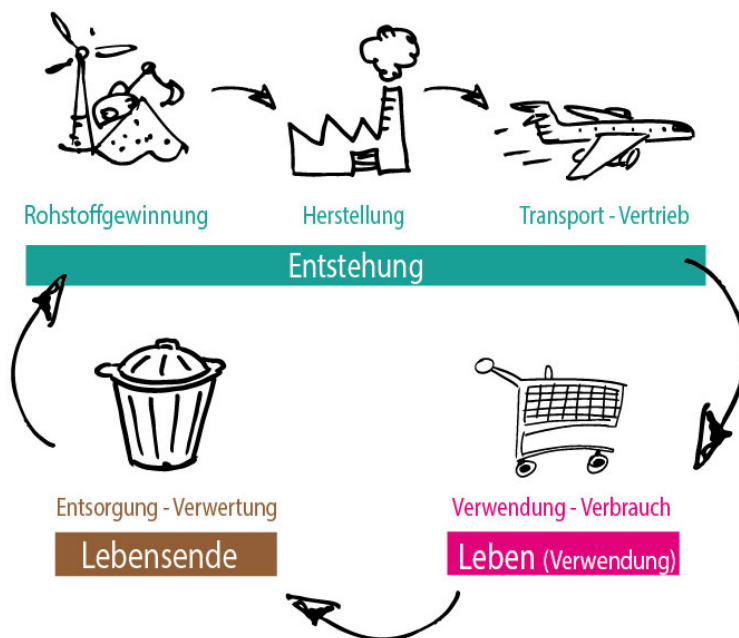 Rohstoffgewinnung
Herstellung
Transport - Vertrieb
Entstehung
Entsorgung - Verwertung
Lebensende
Verwendung - Verbrauch
Leben (Verwendung)